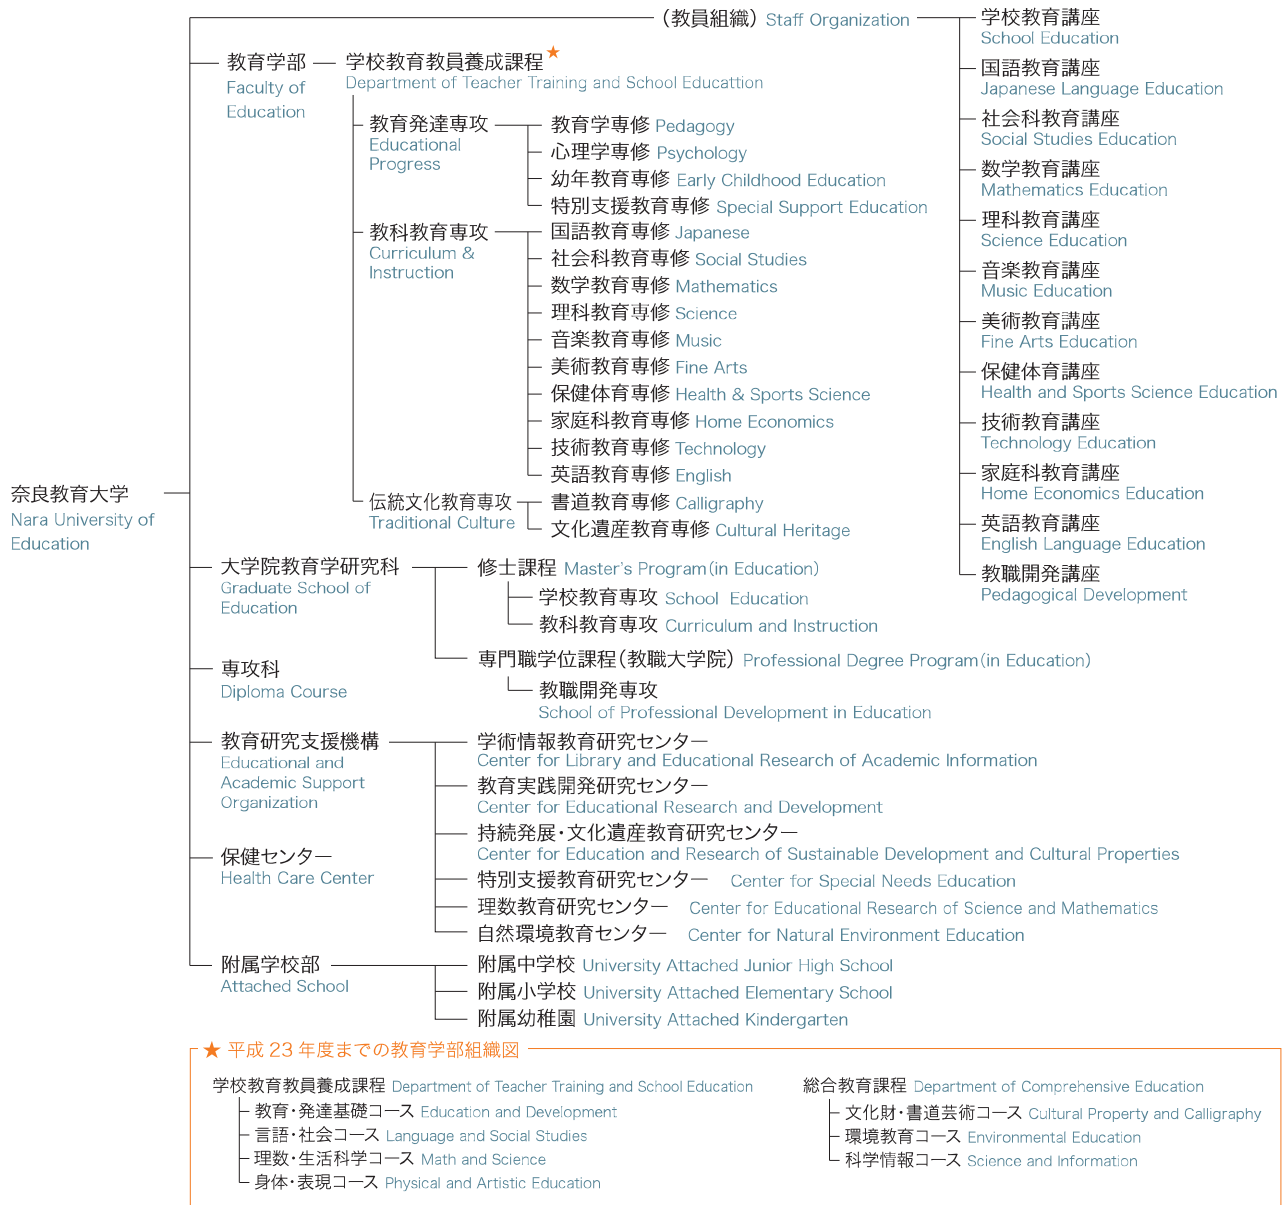 (教員組織) Staff Organization
学校教育講座
School Education
国語教育講座
Japanese Language Education
社会科教育講座
Social Studies Education
数学教育講座
Mathematics Education
理科教育講座
Science Education
音楽教育講座
Music Education
美術教育講座
Fine Arts Education
保健体育講座
Health and Sports Science Education
技術教育講座
Technology Education
家庭科教育講座
Home Economics Education
英語教育講座
English Language Education
教職開発講座
Pedagogical Development
教育学部
Faculty of
Education
学校教育教員養成課程★
Department of Teacher Training and School Educattion
教育発達専攻
Educational
Progress
教育学専修 Pedagogy
心理学専修 Psychology
幼年教育専修 Early Childhood Education
特別支援教育専修 Special Support Education
教科教育専攻
Curriculum &
Instruction
国語教育専修 Japanese
社会科教育専修 Social Studies
数学教育専修 Mathematics
理科教育専修 Science
音楽教育専修 Music
美術教育専修 Fine Arts
保健体育専修 Health & Sports Science
家庭科教育専修 Home Economics
技術教育専修 Technology
英語教育専修 English
伝統文化教育専攻
Traditional Culture
書道教育専修 Calligraphy
文化遺産教育専修 Cultural Heritage
奈良教育大学
Nara University of
Education
大学院教育学研究科
Graduate School of
Education
修士課程 Master's Program(in Education)
学校教育専攻 School Education
教科教育専攻 Curriculum and Instruction
専門職学位課程(教職大学院) Professional Degree Program(in Education)
教職開発専攻
School of Professional Development in Education
専攻科
Diploma Course
教育研究支援機構
Educational and
Academic Support
Organization
学術情報教育研究センター
Center for Library and Educational Research of Academic Information
教育実践開発研究センター
Center for Educational Research and Development
持続発展・文化遺産教育研究センター
Center for Education and Research of Sustainable Development and Cultural Properties
特別支援教育研究センター Center for Special Needs Education
理数教育研究センター Center for Educational Research of Science and Mathematics
自然環境教育センター Center for Natural Environment Education
保健センター
Health Care Center
附属学校部
Attached School
附属中学校 University Attached Junior High School
附属小学校 University Attached Elementary School
附属幼稚園 University Attached Kindergarten
★ 平成 23 年度までの教育学部組織図
学校教育教員養成課程 Department of Teacher Training and School Education
教育・発達基礎コース Education and Development
言語・社会コース Language and Social Studies
理数・生活科学コース Math and Science
身体・表現コース Physical and Artistic Education
総合教育課程 Department of Comprehensive Education
文化財・書道芸術コース Cultural Property and Calligraphy
環境教育コース Environmental Education
科学情報コース Science and Information